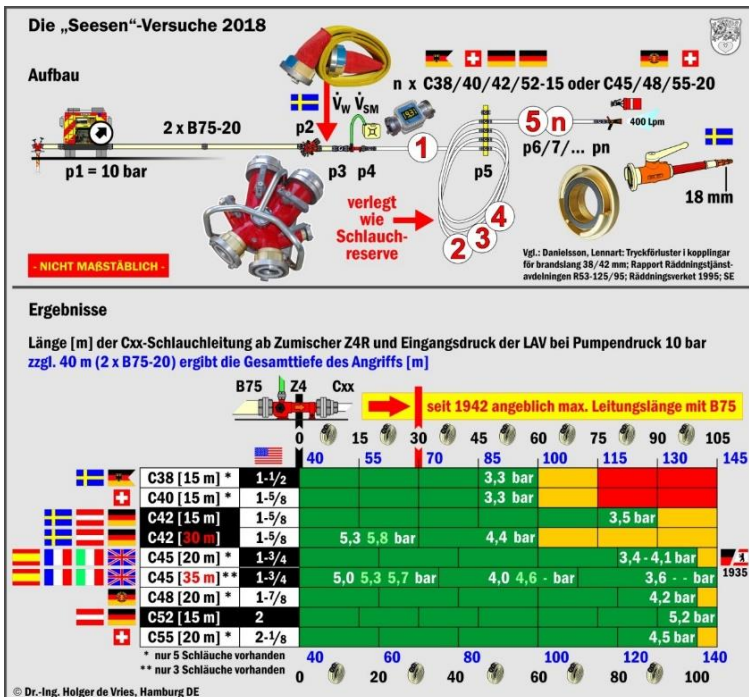 Die „Seesen“-Versuche 2018
Aufbau
n x C38/40/42/52-15 oder C45/48/55-20
2 x B75-20
p2
V̇W V̇SM
1
5 n
400 Lpm
p1 = 10 bar
p3 p4
p5
p6/7/... pn
18 mm
verlegt
wie
Schlauch-
reserve
2 3 4
- NICHT MAẞSTÄBLICH -
Vgl.: Danielsson, Lennart: Tryckförluster i kopplingar
för brandslang 38/42 mm; Rapport Räddningstjänst-
avdelningen R53-125/95; Räddningsverket 1995; SE
Ergebnisse
Länge [m] der Cxx-Schlauchleitung ab Zumischer Z4R und Eingangsdruck der LAV bei Pumpendruck 10 bar
zzgl. 40 m (2 x B75-20) ergibt die Gesamttiefe des Angriffs [m]
B75 Z4 Cxx
seit 1942 angeblich max. Leitungslänge mit B75
0 15 30 45 60 75 90 105
40 55 70 85 100 115 130 145
C38 [15 m] * 1-1/2 3,3 bar
C40 [15 m] * 1-5/8 3,3 bar
C42 [15 m] 1-5/8 3,5 bar
C42 [30 m] 1-5/8 5,3 5,8 bar 4,4 bar
C45 [20 m] * 1-3/4 3,4 - 4,1 bar
C45 [35 m] ** 1-3/4 5,0 5,3 5,7 bar 4,0 4,6 - bar 3,6 - - bar
1935
C48 [20 m] * 1-7/8 4,2 bar
C52 [15 m] 2 5,2 bar
C55 [20 m] * 2-1/8 4,5 bar
* nur 5 Schläuche vorhanden
** nur 3 Schläuche vorhanden
40 60 80 100 120 140
0 20 40 60 80 100
© Dr.-Ing. Holger de Vries, Hamburg DE